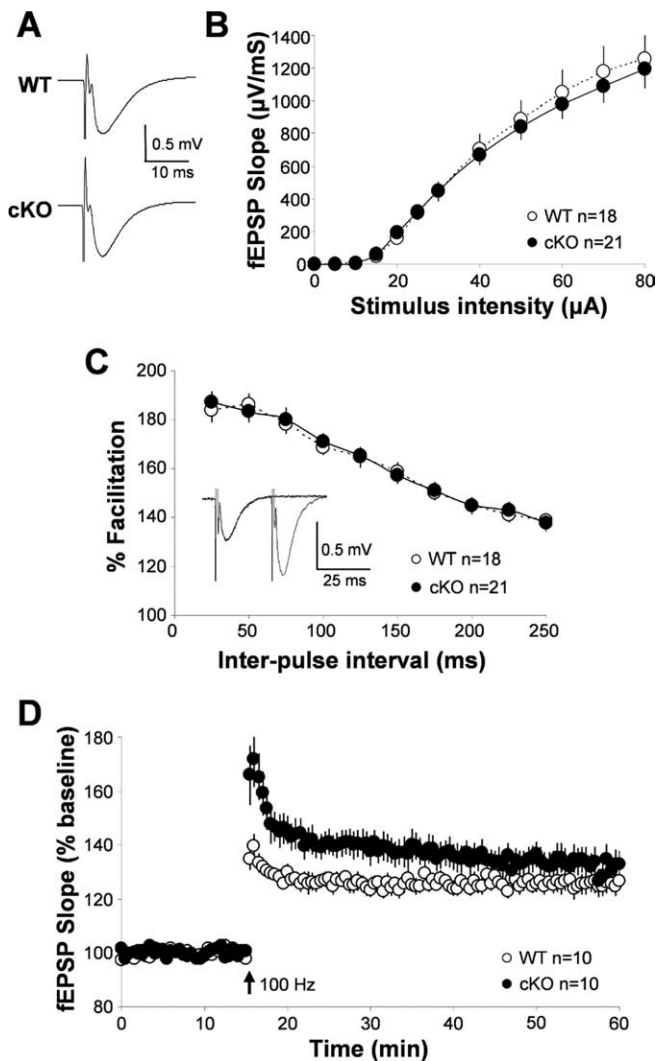 A
WT
0.5 mV
10 ms
cKO
B
fEPSP Slope (µV/mS)
1400
1200
1000
800
600
400
200
0
0 20 40 60 80
Stimulus intensity (µA)
WT n=18
cKO n=21
C
% Facilitation
200
180
160
140
120
100
0 50 100 150 200 250
Inter-pulse interval (ms)
0.5 mV
25 ms
WT n=18
cKO n=21
D
fEPSP Slope (% baseline)
180
160
140
120
100
80
0 10 20 30 40 50 60
Time (min)
100 Hz
WT n=10
cKO n=10